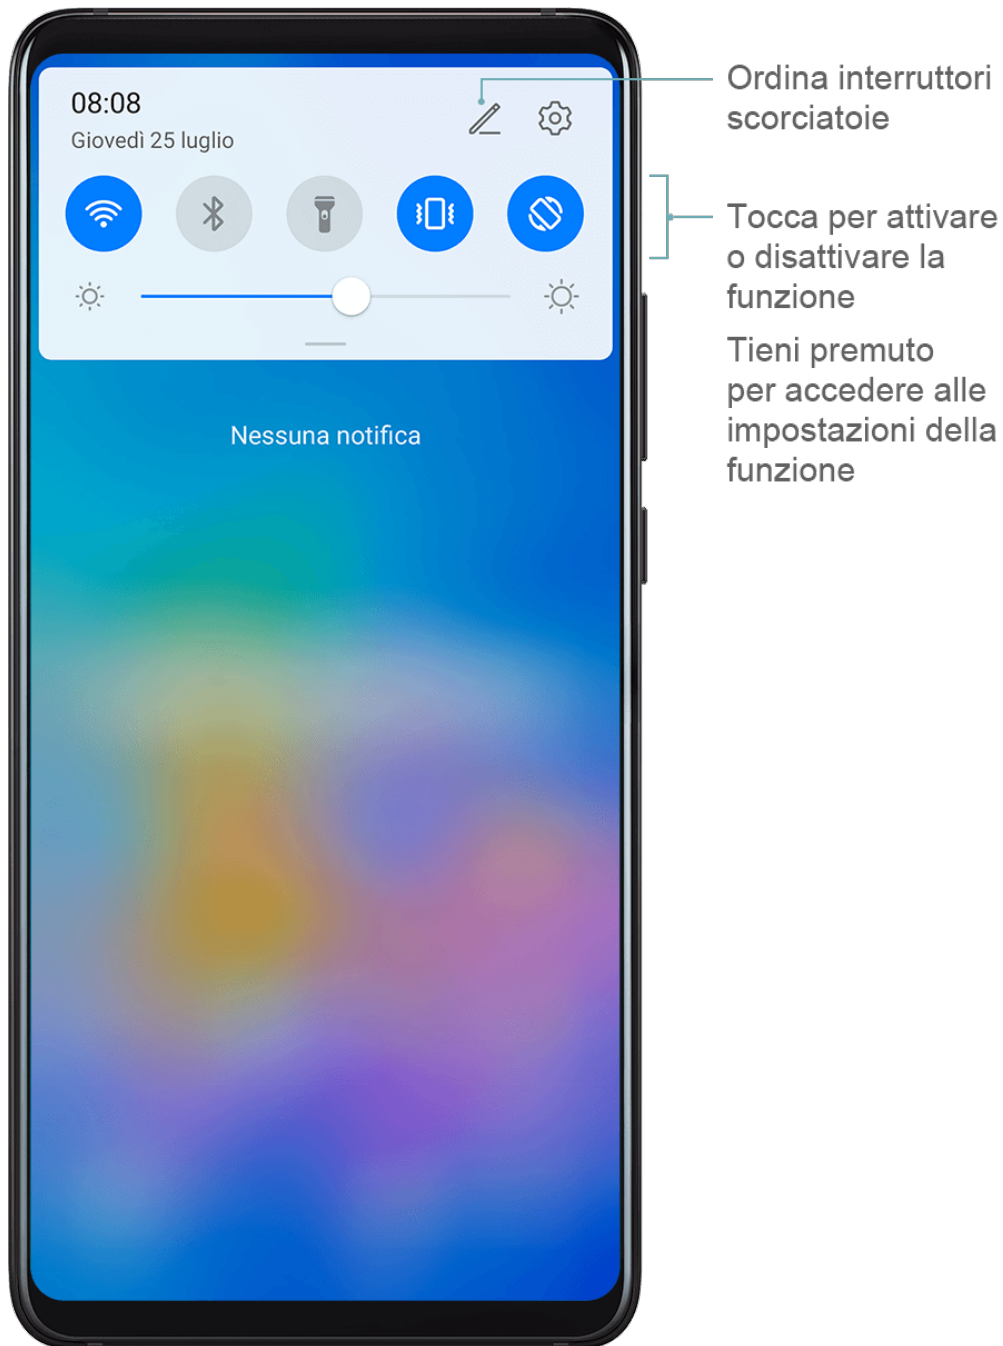 08:08
Giovedì 25 luglio
Nessuna notifica
Ordina interruttori
scorciatoie
Tocca per attivare
o disattivare la
funzione
Tieni premuto
per accedere alle
impostazioni della
funzione